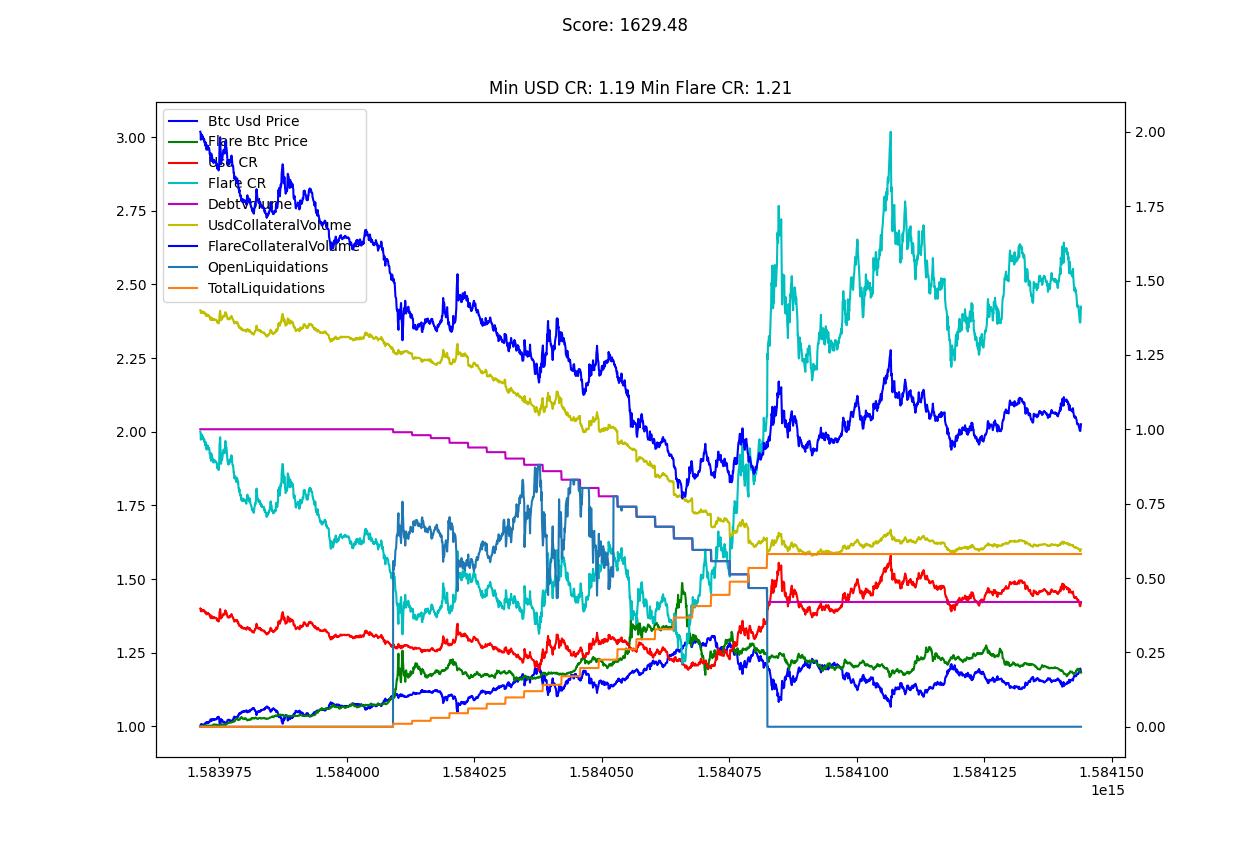 Score: 1629.48
Min USD CR: 1.19 Min Flare CR: 1.21
Btc Usd Price
Flare Btc Price
Usd CR
Flare CR
DebtVolume
UsdCollateralVolume
FlareCollateralVolume
OpenLiquidations
TotalLiquidations
3.00
2.75
2.50
2.25
2.00
1.75
1.50
1.25
1.00
2.00
1.75
1.50
1.25
1.00
0.75
0.50
0.25
0.00
1.583975
1.584000
1.584025
1.584050
1.584075
1.584100
1.584125
1.584150
1e15